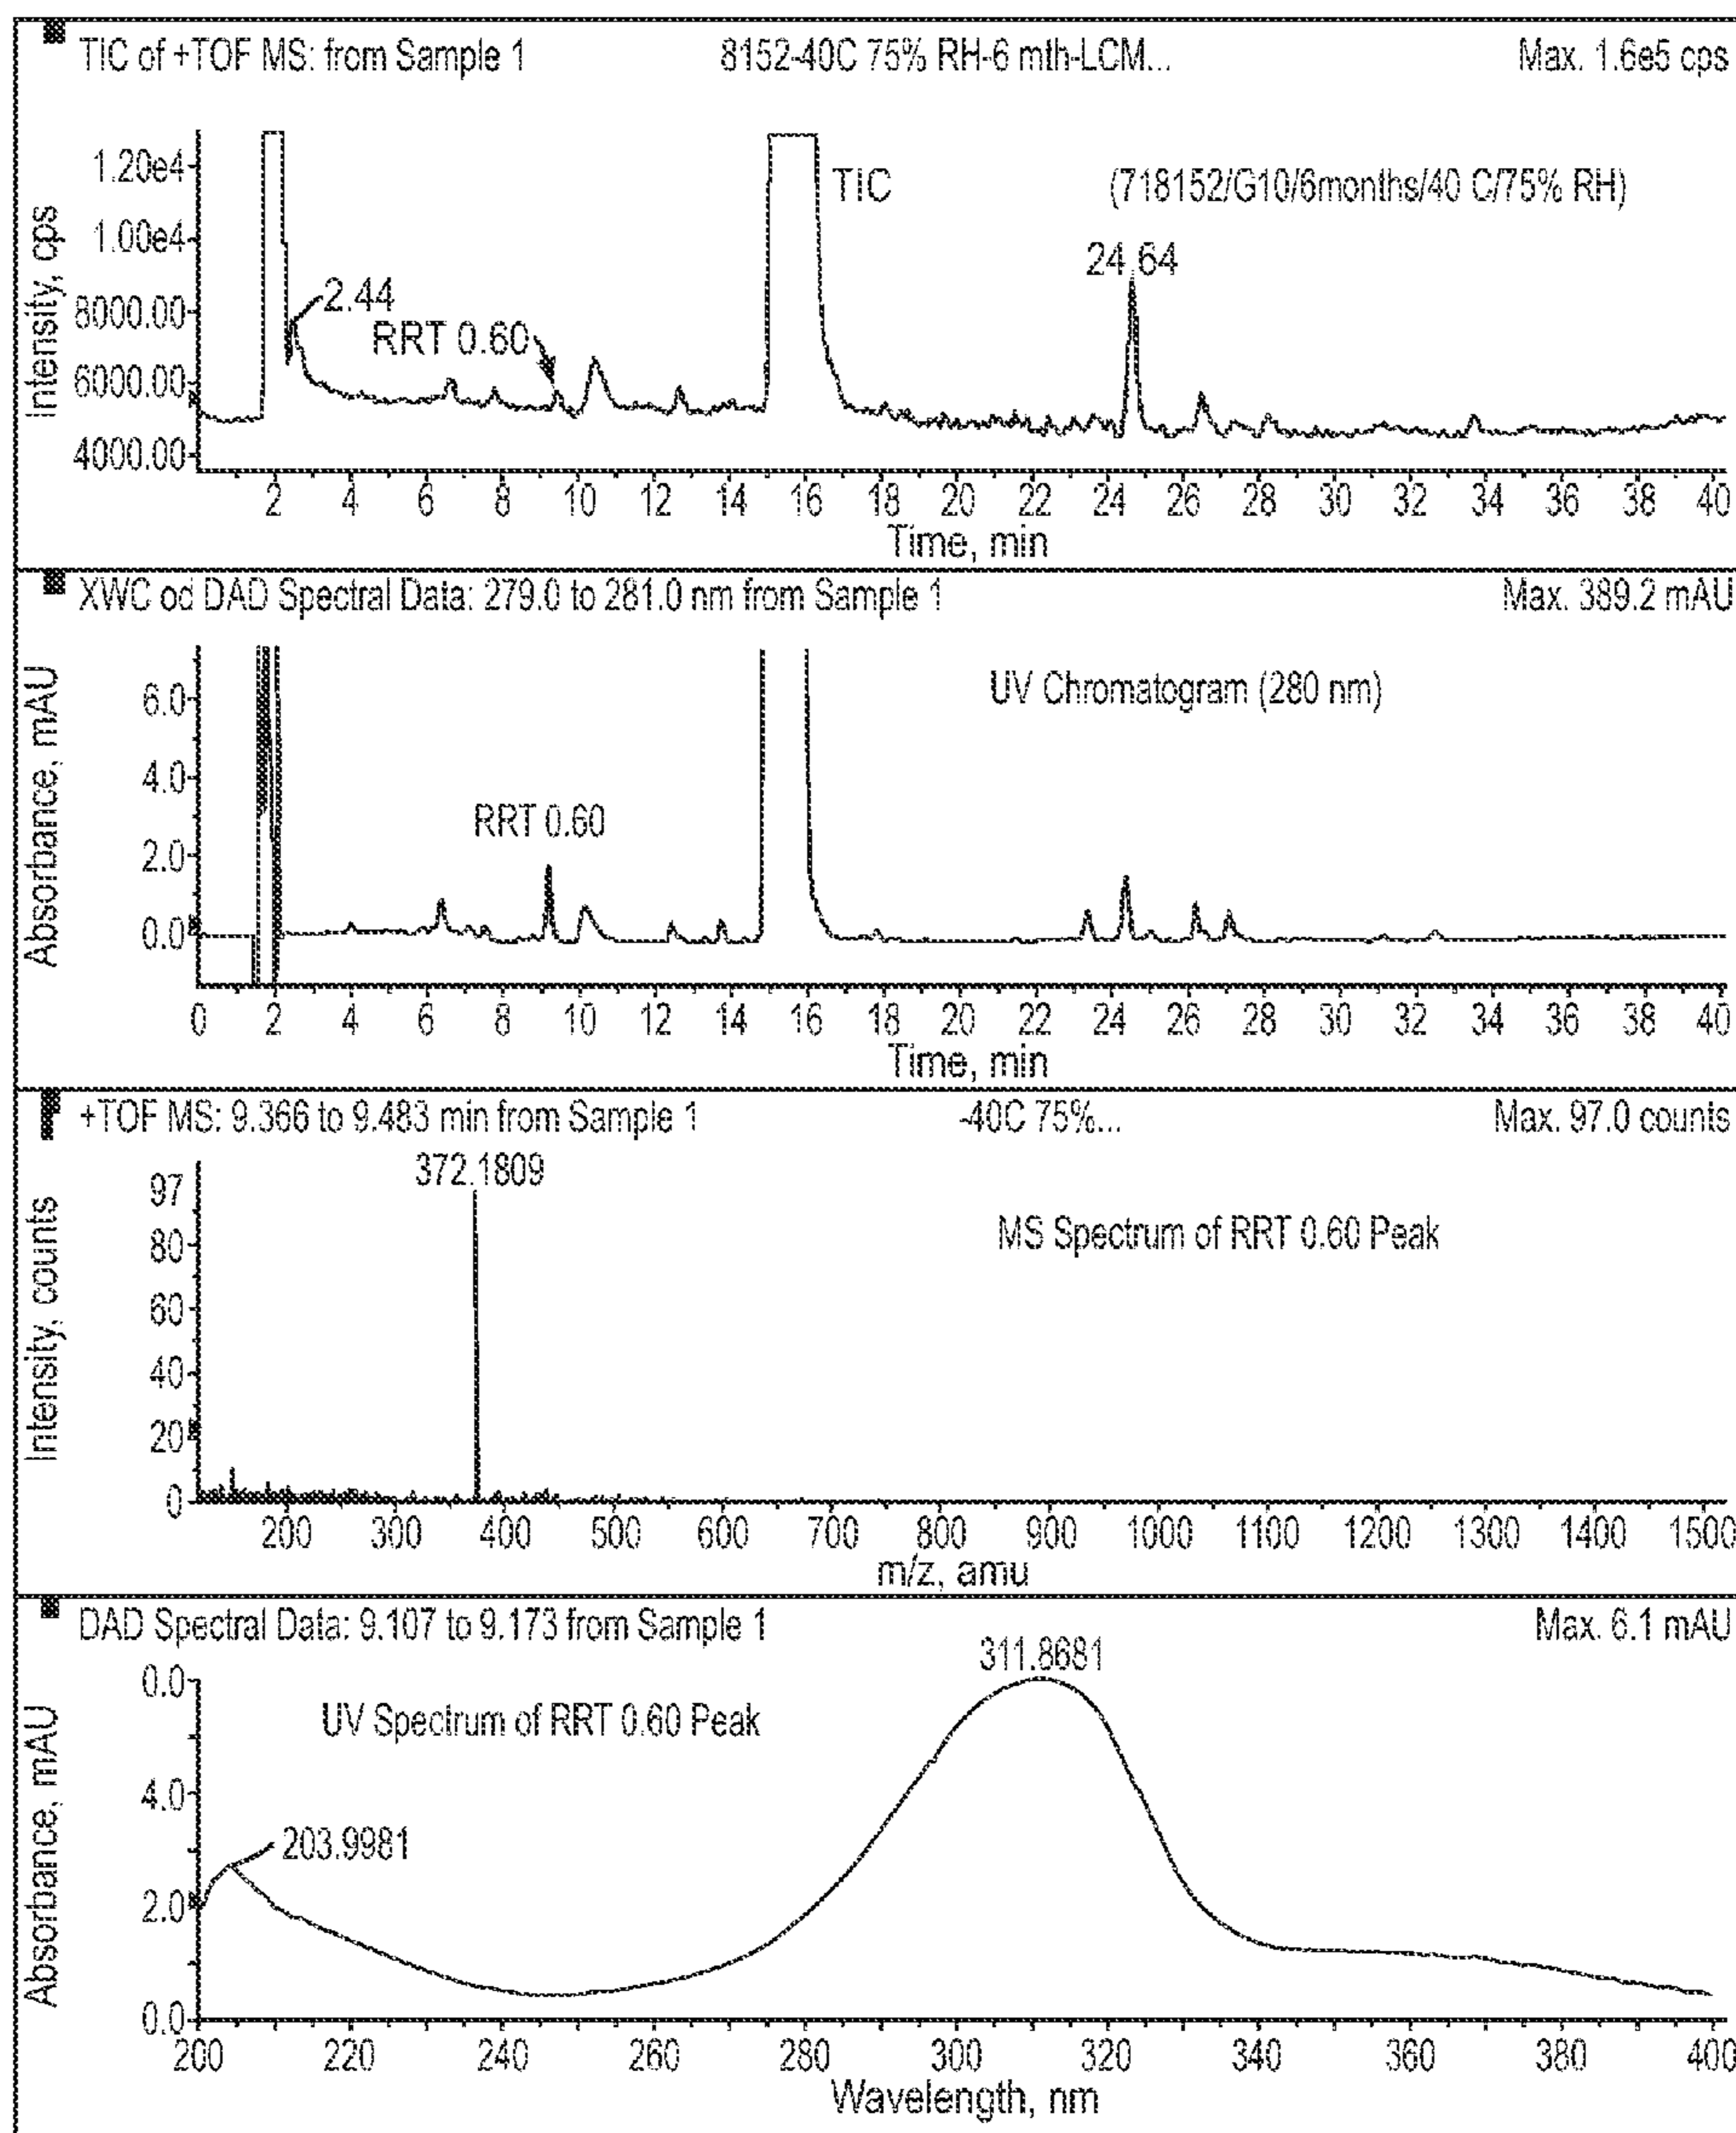 TIC of +TOF MS: from Sample 1 8152-40C 75% RH-6 mth-LCM... Max. 1.6e5 cps
Intensity, cps
1.20e4
1.00e4
8000.00
6000.00
4000.00
2.44
RRT 0.60
TIC
(718152/G10/6months/40 C/75% RH)
24.64
2 4 6 8 10 12 14 16 18 20 22 24 26 28 30 32 34 36 38 40
Time, min
XWC od DAD Spectral Data: 279.0 to 281.0 nm from Sample 1 Max. 389.2 mAU
Absorbance, mAU
6.0
4.0
2.0
0.0
RRT 0.60
UV Chromatogram (280 nm)
0 2 4 6 8 10 12 14 16 18 20 22 24 26 28 30 32 34 36 38 40
Time, min
+TOF MS: 9.366 to 9.483 min from Sample 1 -40C 75%... Max. 97.0 counts
Intensity, counts
97
80
60
40
20
0
372.1809
MS Spectrum of RRT 0.60 Peak
200 300 400 500 600 700 800 900 1000 1100 1200 1300 1400 1500
m/z, amu
DAD Spectral Data: 9.107 to 9.173 from Sample 1 Max. 6.1 mAU
Absorbance, mAU
0.0
4.0
2.0
0.0
311.8681
UV Spectrum of RRT 0.60 Peak
203.9981
200 220 240 260 280 300 320 340 360 380 400
Wavelength, nm